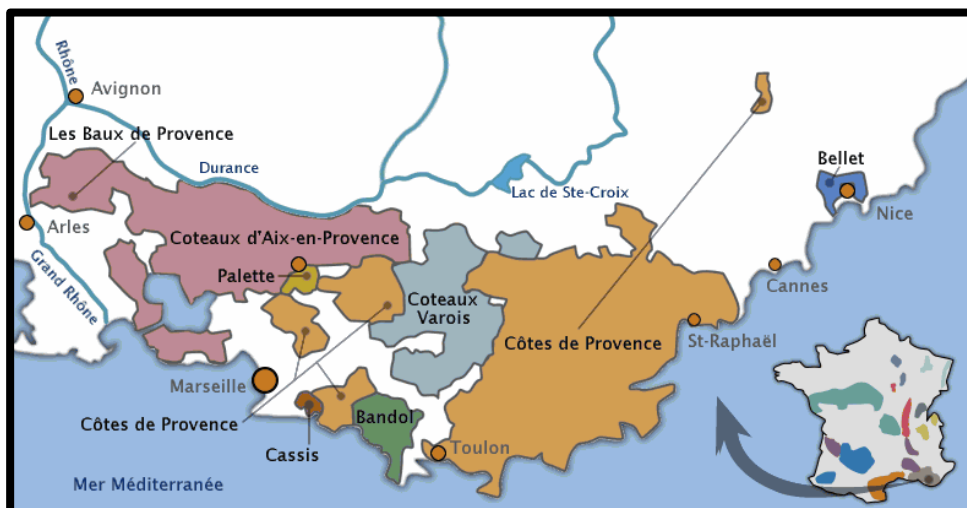 Rhône
Avignon
Les Baux de Provence
Durance
Lac de Ste-Croix
Bellet
Nice
Arles
Grand Rhône
Coteaux d'Aix-en-Provence
Palette
Coteaux
Varois
Cannes
Côtes de Provence
St-Raphaël
Marseille
Côtes de Provence
Cassis
Bandol
Toulon
Mer Méditerranée